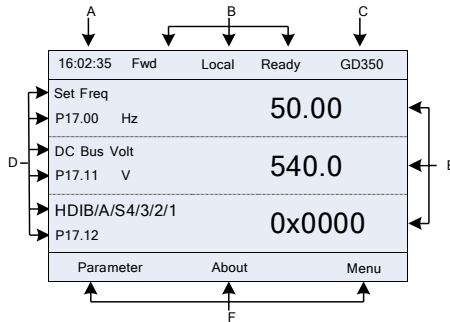 A B C
16:02:35 Fwd Local Ready GD350
Set Freq
P17.00 Hz
50.00
DC Bus Volt
P17.11 V
540.0
D
HDIB/A/S4/3/2/1
P17.12
0x0000
Parameter About Menu
F